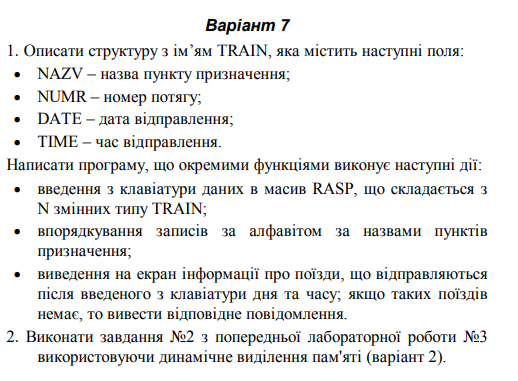 Варіант 7
1. Описати структуру з ім’ям TRAIN, яка містить наступні поля:
• NAZV – назва пункту призначення;
• NUMR – номер потягу;
• DATE – дата відправлення;
• TIME – час відправлення.
Написати програму, що окремими функціями виконує наступні дії:
• введення з клавіатури даних в масив RASP, що складається з
N змінних типу TRAIN;
• впорядкування записів за алфавітом за назвами пунктів
призначення;
• виведення на екран інформації про поїзди, що відправляються
після введеного з клавіатури дня та часу; якщо таких поїздів
немає, то вивести відповідне повідомлення.
2. Виконати завдання №2 з попередньої лабораторної роботи №3
використовуючи динамічне виділення пам'яті (варіант 2).